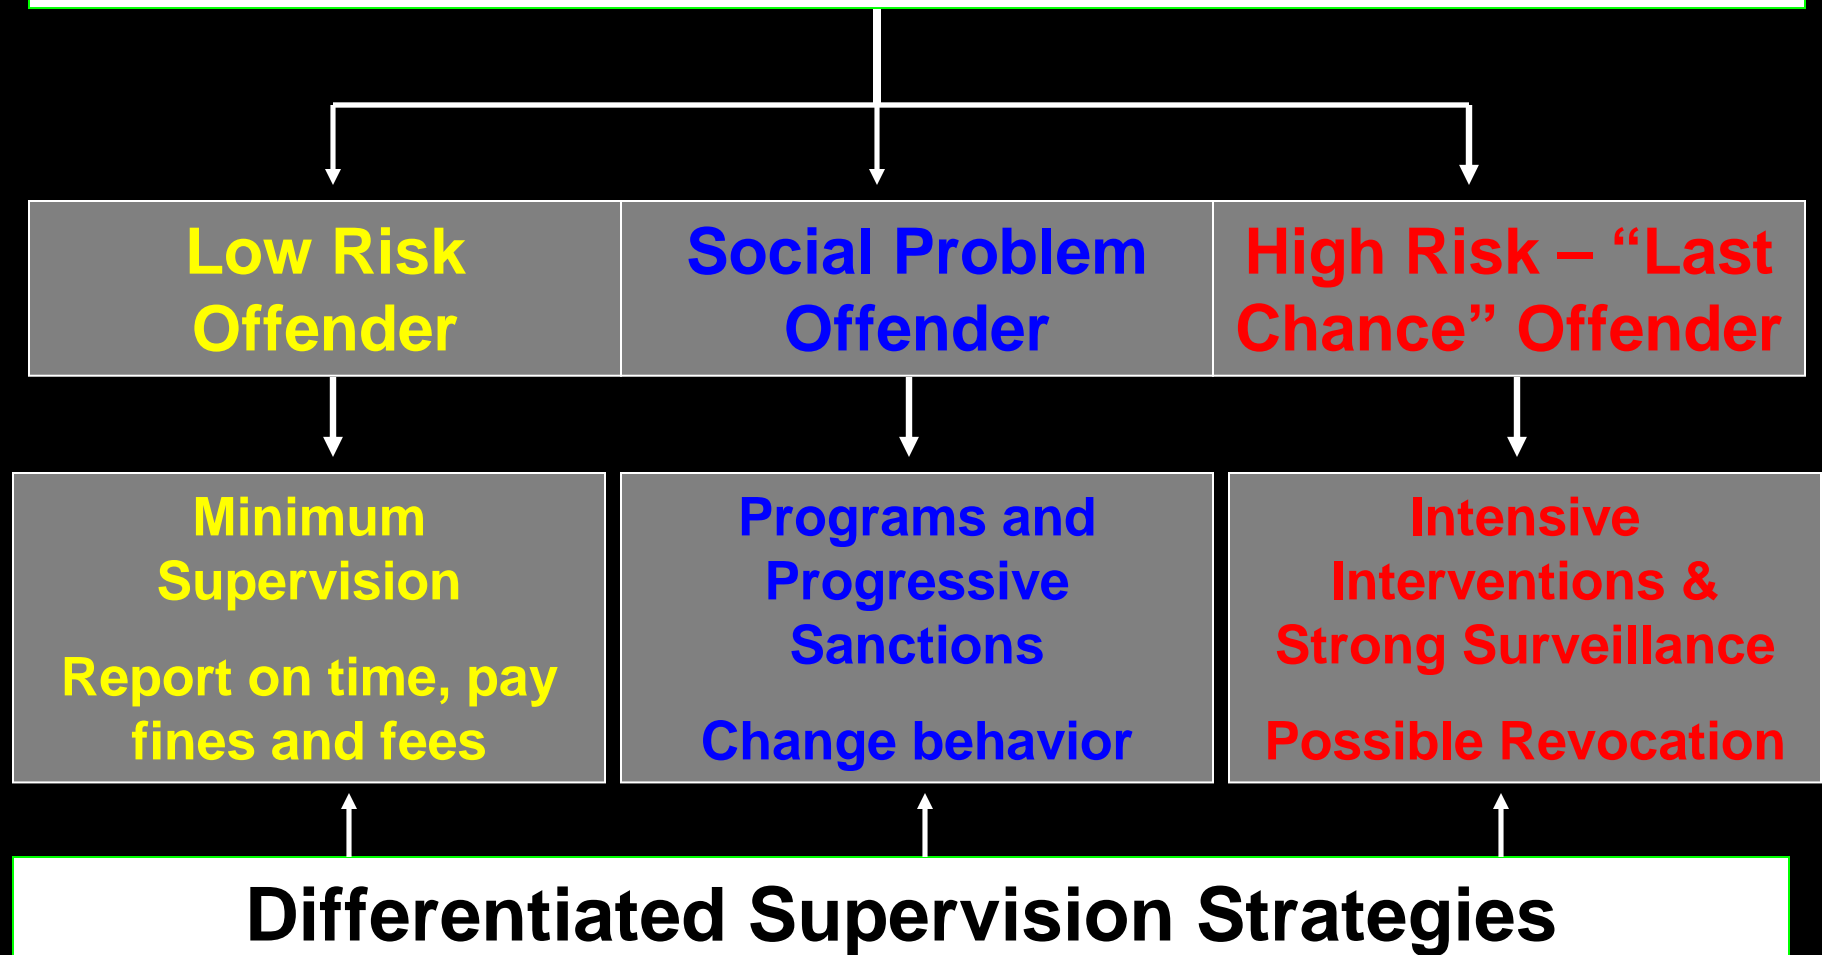 Low Risk
Offender
Social Problem
Offender
High Risk – “Last
Chance” Offender
Minimum
Supervision
Report on time, pay
fines and fees
Programs and
Progressive
Sanctions
Change behavior
Intensive
Interventions &
Strong Surveillance
Possible Revocation
Differentiated Supervision Strategies